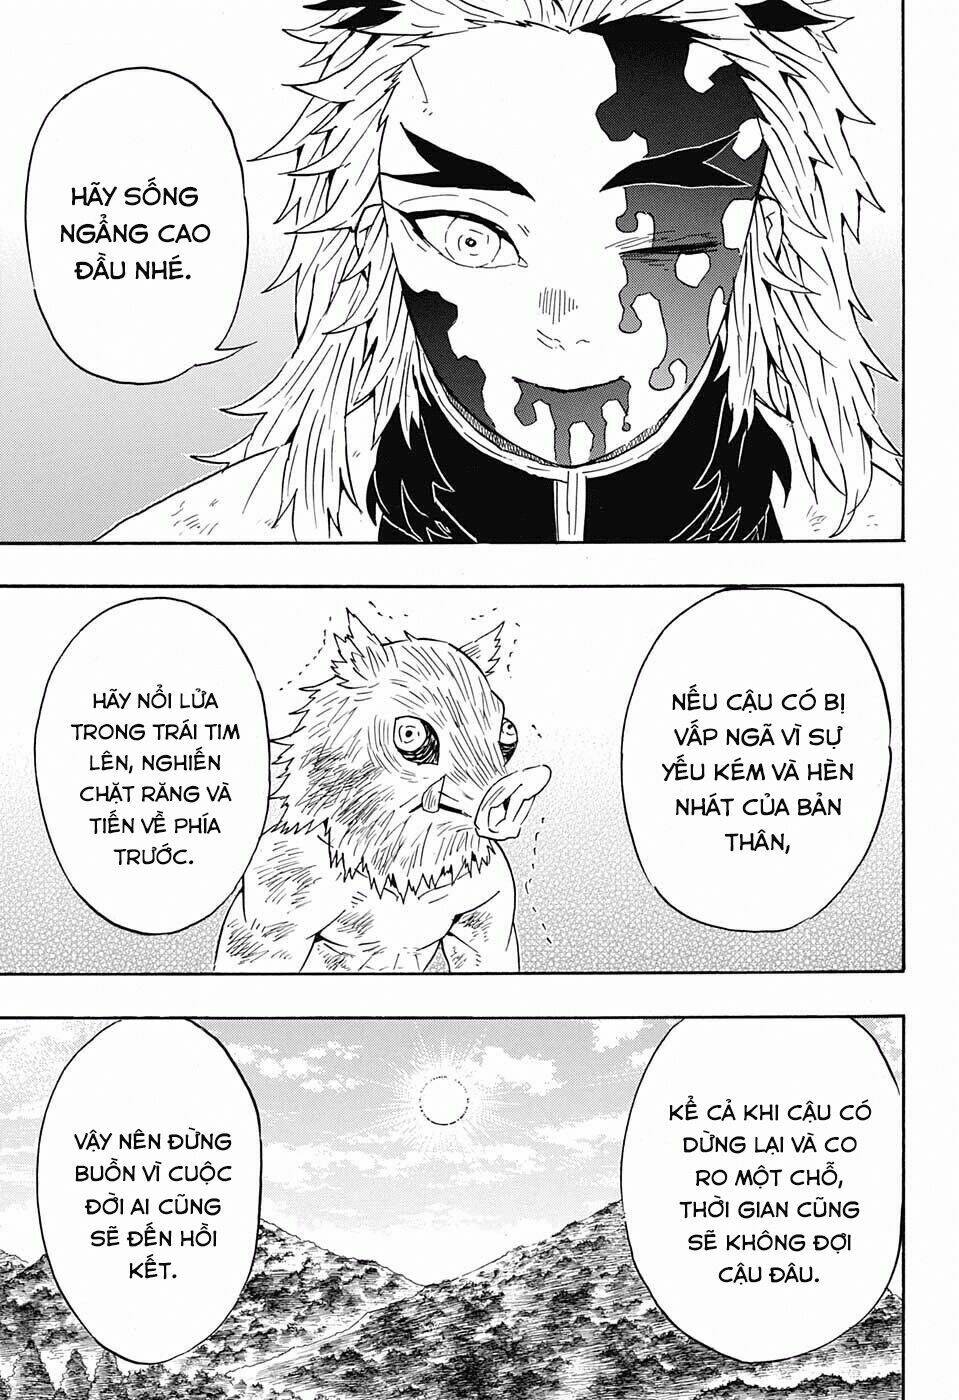 HÃY SỐNG
NGẨNG CAO
ĐẦU NHÉ.
NẾU CẬU CÓ BỊ
VẤP NGÃ VÌ SỰ
YẾU KÉM VÀ HÈN
NHÁT CỦA BẢN
THÂN,
HÃY NỔI LỬA
TRONG TRÁI TIM
LÊN, NGHIẾN
CHẶT RĂNG VÀ
TIẾN VỀ PHÍA
TRƯỚC.
KỂ CẢ KHI CẬU CÓ
DỪNG LẠI VÀ CO
RO MỘT CHỖ,
THỜI GIAN CŨNG
SẼ KHÔNG ĐỢI
CẬU ĐÂU.
VẬY NÊN ĐỪNG
BUỒN VÌ CUỘC
ĐỜI AI CŨNG
SẼ ĐẾN HỒI
KẾT.